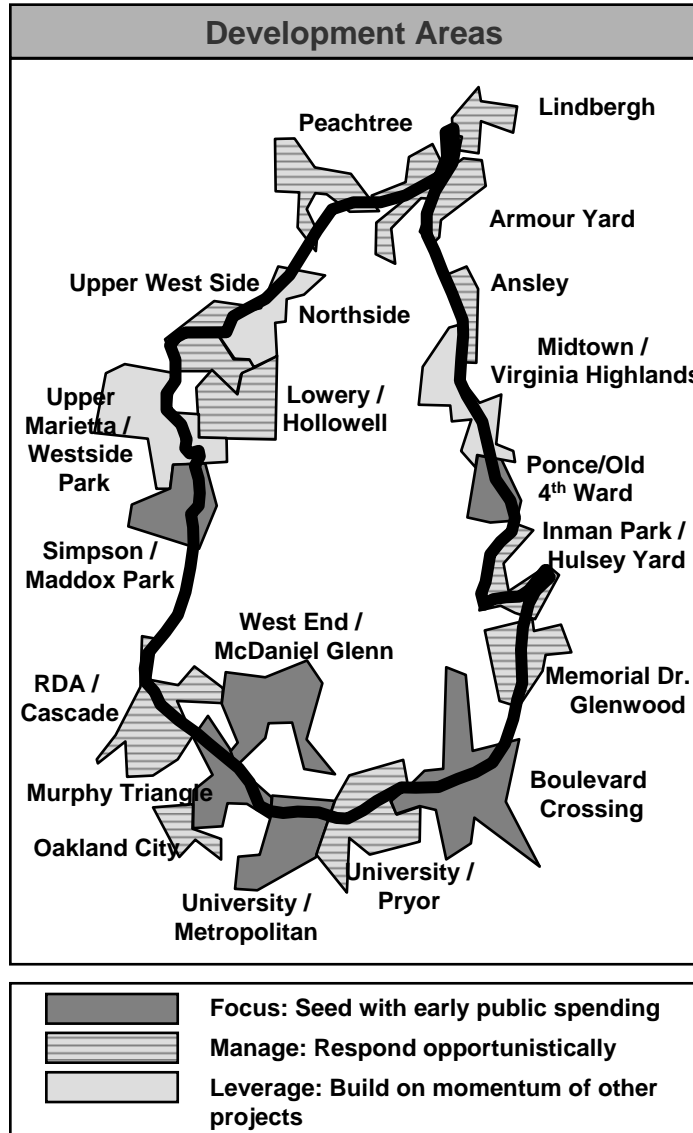 Development Areas
Lindbergh
Peachtree
Armour Yard
Upper West Side
Ansley
Northside
Midtown /
Virginia Highlands
Upper
Marietta /
Westside
Park
Lowery /
Hollowell
Ponce/Old
4th Ward
Inman Park /
Hulsey Yard
Simpson /
Maddox Park
West End /
McDaniel Glenn
RDA /
Cascade
Memorial Dr.
Glenwood
Murphy Triangle
Boulevard
Crossing
Oakland City
University /
Pryor
University /
Metropolitan
Focus: Seed with early public spending
Manage: Respond opportunistically
Leverage: Build on momentum of other
projects